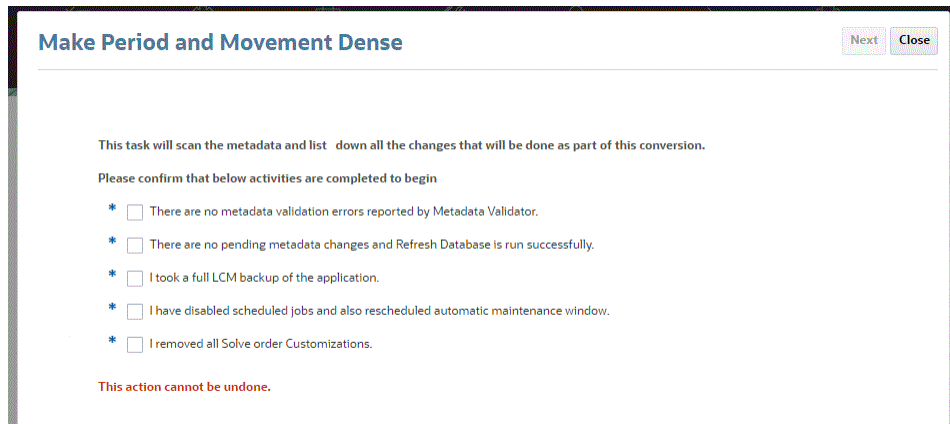 Make Period and Movement Dense
Next
Close
This task will scan the metadata and list down all the changes that will be done as part of this conversion.
Please confirm that below activities are completed to begin
* There are no metadata validation errors reported by Metadata Validator.
* There are no pending metadata changes and Refresh Database is run successfully.
* I took a full LCM backup of the application.
* I have disabled scheduled jobs and also rescheduled automatic maintenance window.
* I removed all Solve order Customizations.
This action cannot be undone.